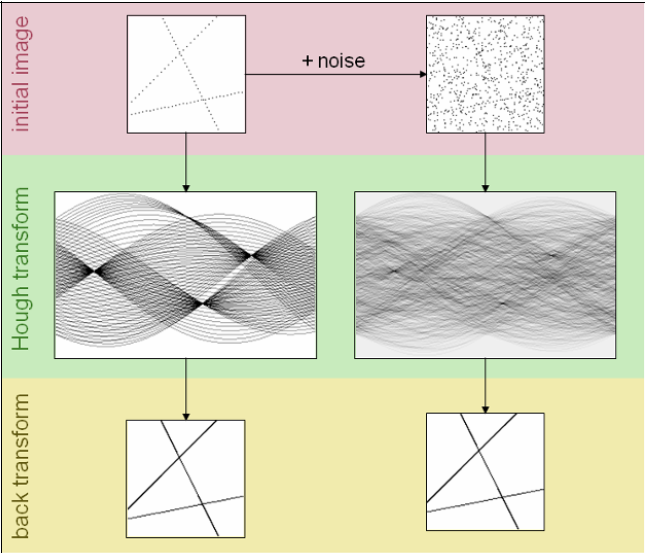 initial image
+ noise
Hough transform
back transform